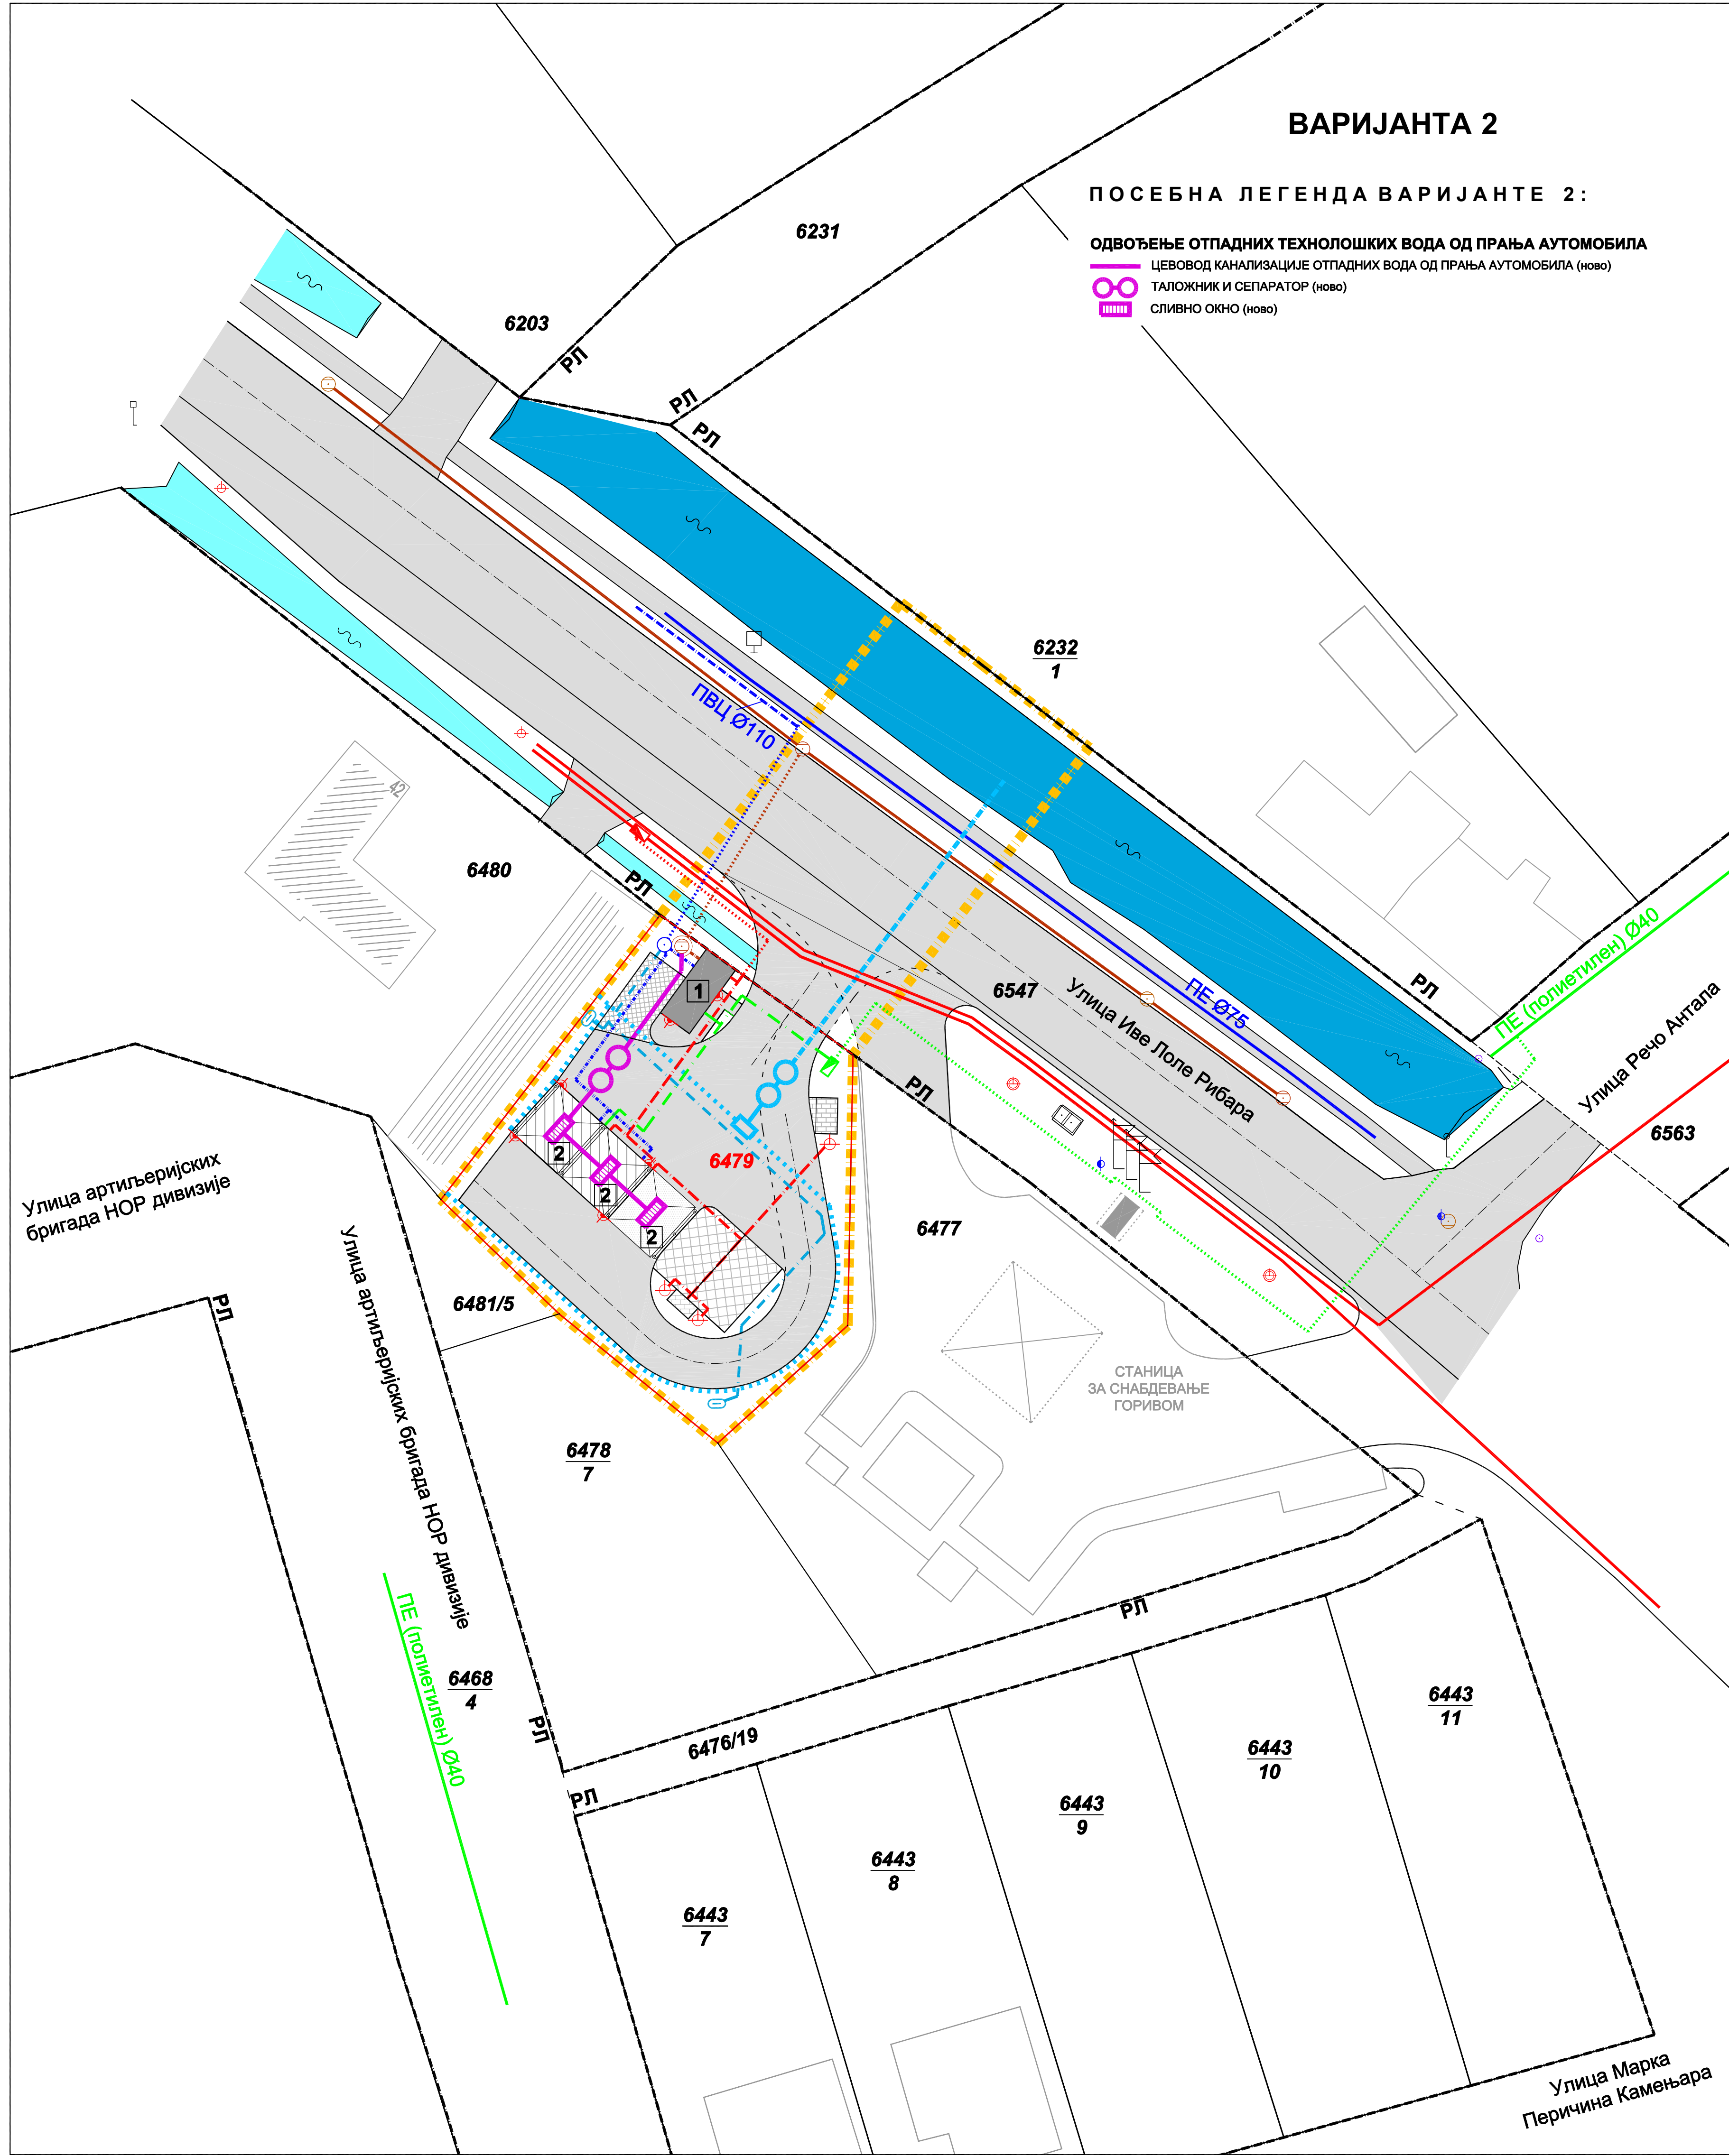 ВАРИЈАНТА 2
ПОСЕБНА ЛЕГЕНДА ВАРИЈАНТЕ 2:
ОДВОЂЕЊЕ ОТПАДНИХ ТЕХНОЛОШКИХ ВОДА ОД ПРАЊА АУТОМОБИЛА
ЦЕВОВОД КАНАЛИЗАЦИЈЕ ОТПАДНИХ ВОДА ОД ПРАЊА АУТОМОБИЛА (ново)
ТАЛОЖНИК И СЕПАРАТОР (ново)
СЛИВНО ОКНО (ново)
6231
6203
РЛ
РЛ
РЛ
6232
1
ПВЦ Ø110
42
6480
РЛ
1
6547
Улица Иве Лоле Рибара
ПЕ Ø75
РЛ
ПЕ (полиетилен) Ø40
Улица Речо Антала
6563
РЛ
6479
2
2
2
6477
Улица артиљеријских
бригада НОР дивизије
Улица артиљеријских бригада НОР дивизије
РЛ
6481/5
СТАНИЦА
ЗА СНАБДЕВАЊЕ
ГОРИВОМ
6478
7
ПЕ (полиетилен) Ø40
6468
4
РЛ
РЛ
6476/19
РЛ
6443
11
6443
10
6443
9
6443
8
6443
7
Улица Марка
Перичина Камењара